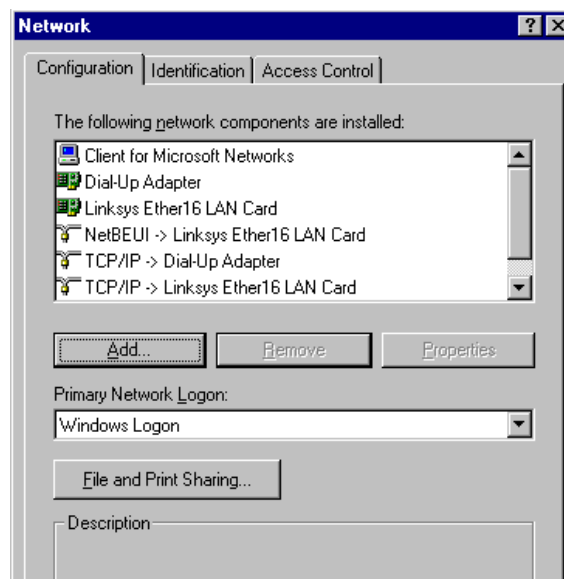 Network
Configuration Identification Access Control
The following network components are installed:
Client for Microsoft Networks
Dial-Up Adapter
Linksys Ether16 LAN Card
NetBEUI -> Linksys Ether16 LAN Card
TCP/IP -> Dial-Up Adapter
TCP/IP -> Linksys Ether16 LAN Card
Add... Remove Properties
Primary Network Logon:
Windows Logon
File and Print Sharing...
Description